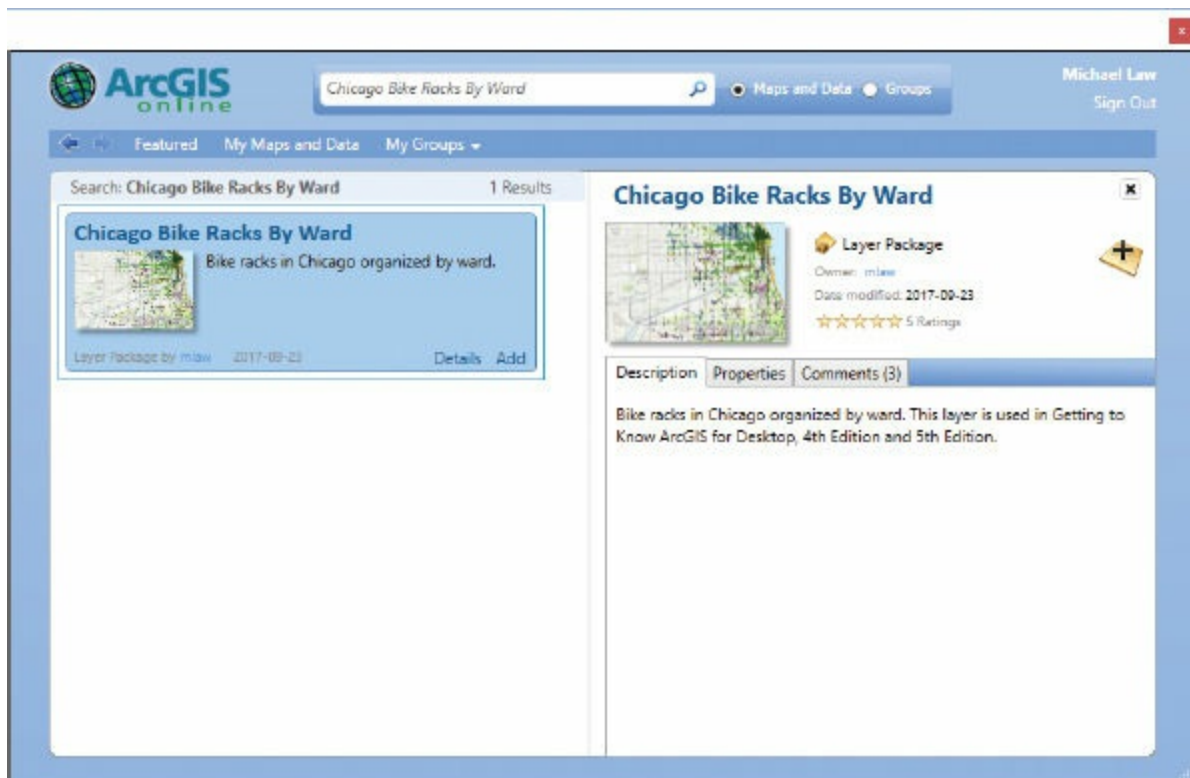 x
ArcGIS
online
Chicago Bike Racks By Ward
Maps and Data Groups
Michael Law
Sign Out
Featured My Maps and Data My Groups
Search: Chicago Bike Racks By Ward 1 Results
Chicago Bike Racks By Ward
Bike racks in Chicago organized by ward.
Layer Package by mlaw 2017-09-23
Details Add
Chicago Bike Racks By Ward
Layer Package
Owner: mlaw
Date modified: 2017-09-23
5 Ratings
Description Properties Comments (3)
Bike racks in Chicago organized by ward. This layer is used in Getting to
Know ArcGIS for Desktop, 4th Edition and 5th Edition.